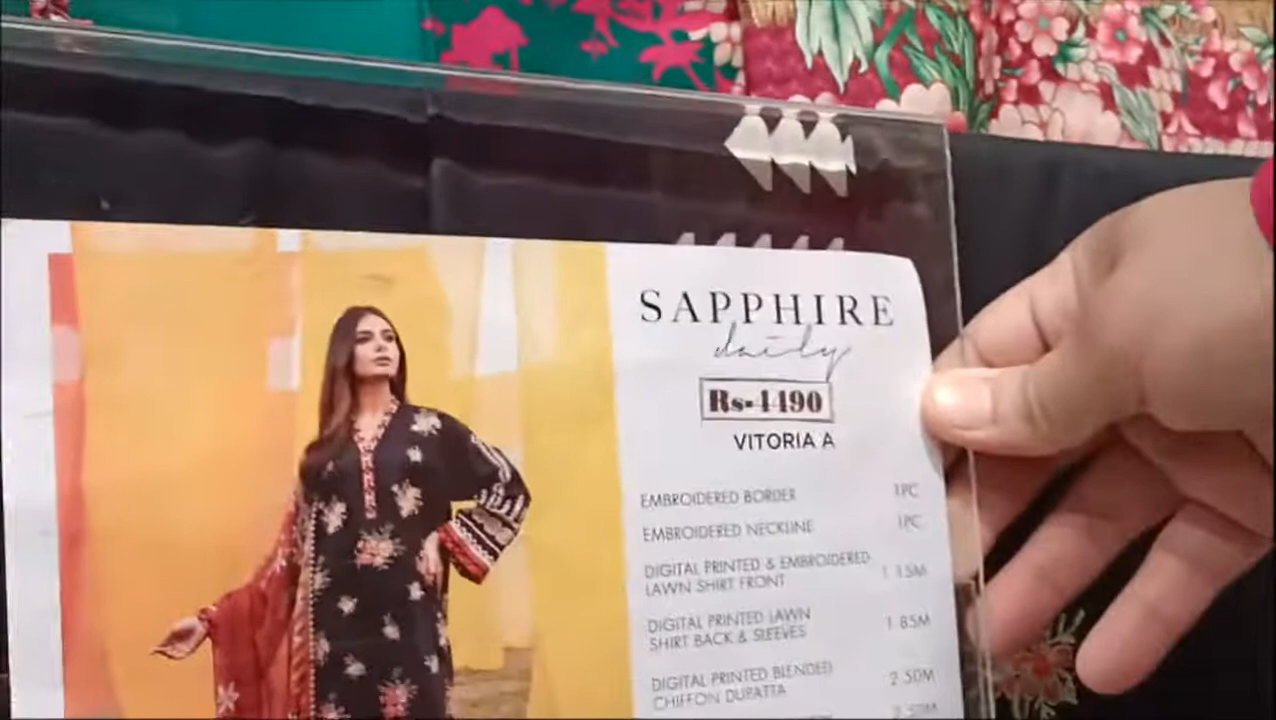 SAPPHIRE
daily
Rs-4490
VITORIA A
EMBROIDERED BORDER 1PC
EMBROIDERED NECKLINE 1PC
DIGITAL PRINTED & EMBROIDERED
LAWN SHIRT FRONT 1.15M
DIGITAL PRINTED LAWN
SHIRT BACK & SLEEVES 1.85M
DIGITAL PRINTED BLENDED
CHIFFON DUPATTA 2.50M